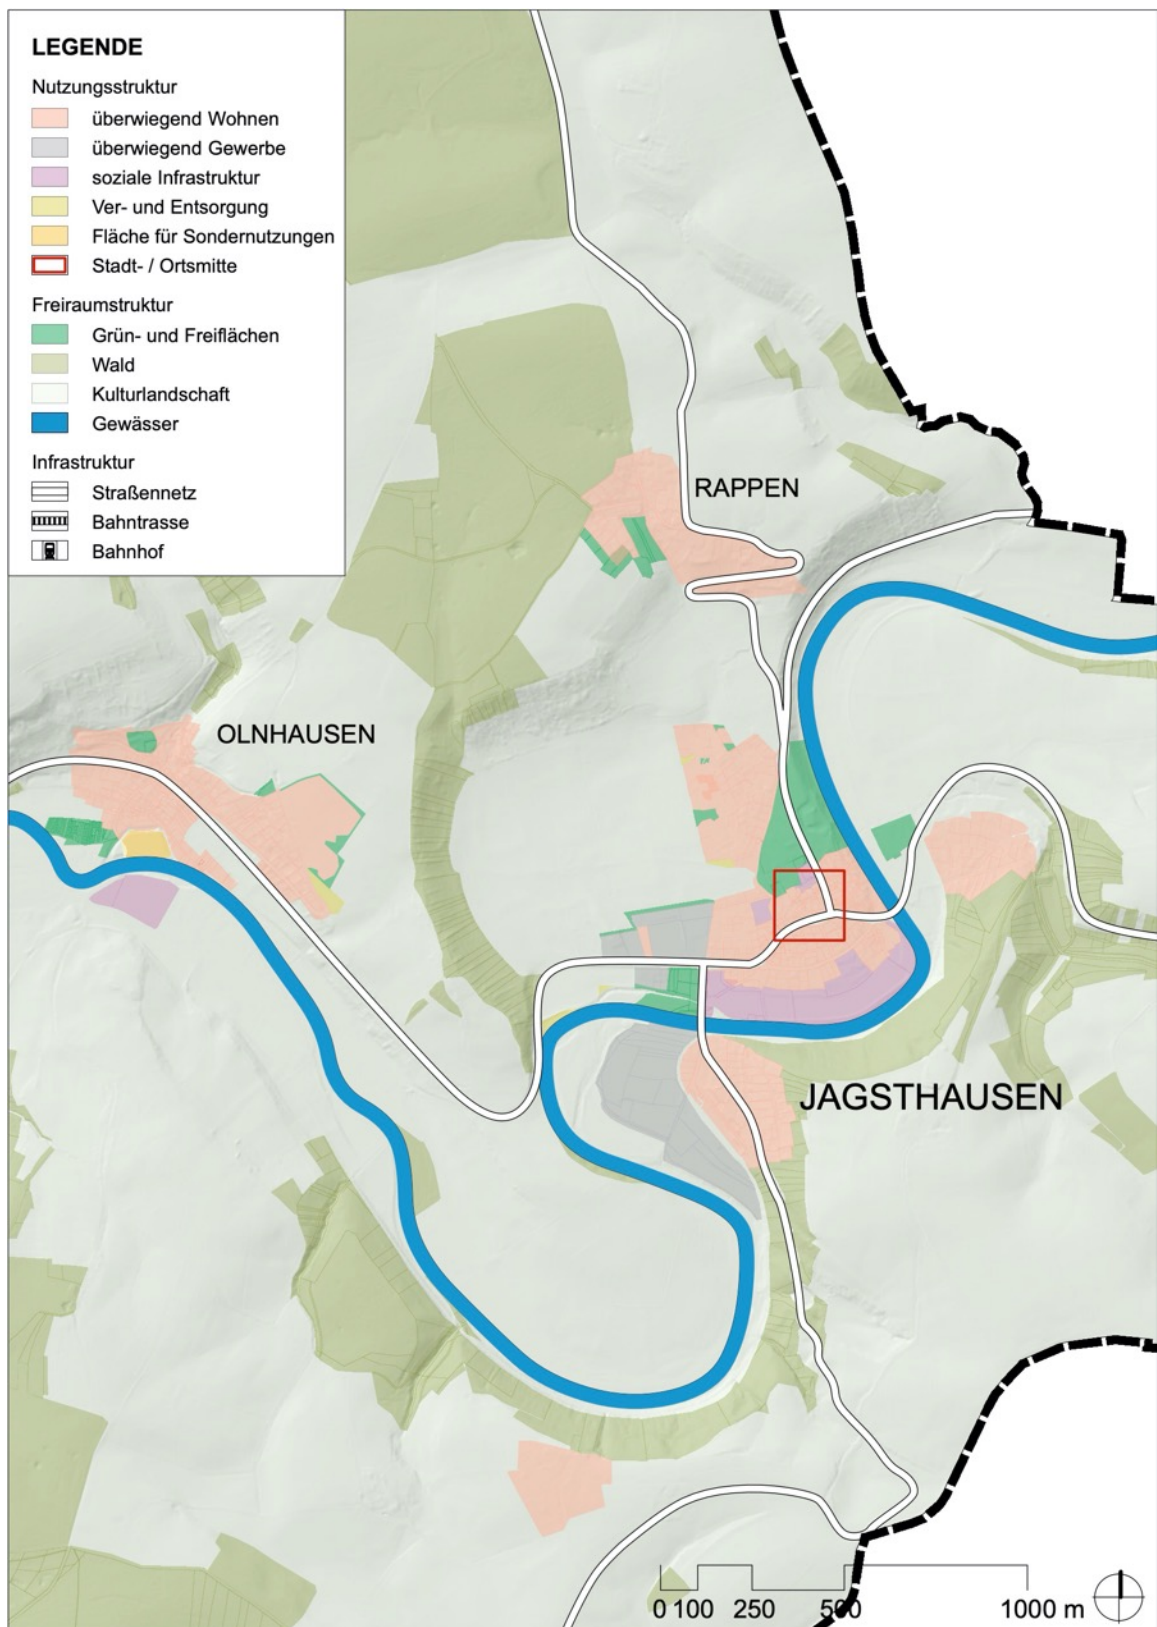 LEGENDE
Nutzungsstruktur
überwiegend Wohnen
überwiegend Gewerbe
soziale Infrastruktur
Ver- und Entsorgung
Fläche für Sondernutzungen
Stadt- / Ortsmitte
Freiraumstruktur
Grün- und Freiflächen
Wald
Kulturlandschaft
Gewässer
Infrastruktur
Straßennetz
Bahntrasse
Bahnhof
RAPPEN
OLNHAUSEN
JAGSTHAUSEN
0 100 250 500 1000 m